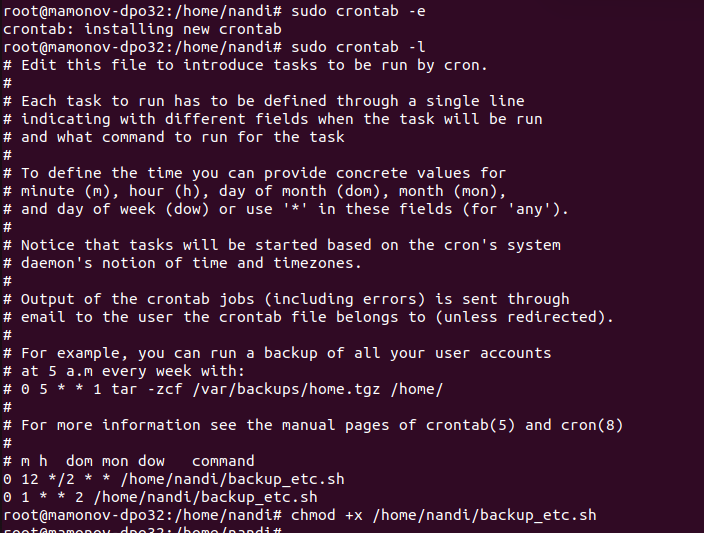 root@mamonov-dpo32:/home/nandi# sudo crontab -e
crontab: installing new crontab
root@mamonov-dpo32:/home/nandi# sudo crontab -l
# Edit this file to introduce tasks to be run by cron.
#
# Each task to run has to be defined through a single line
# indicating with different fields when the task will be run
# and what command to run for the task
#
# To define the time you can provide concrete values for
# minute (m), hour (h), day of month (dom), month (mon),
# and day of week (dow) or use '*' in these fields (for 'any').
#
# Notice that tasks will be started based on the cron's system
# daemon's notion of time and timezones.
#
# Output of the crontab jobs (including errors) is sent through
# email to the user the crontab file belongs to (unless redirected).
#
# For example, you can run a backup of all your user accounts
# at 5 a.m every week with:
# 0 5 * * 1 tar -zcf /var/backups/home.tgz /home/
#
# For more information see the manual pages of crontab(5) and cron(8)
#
# m h  dom mon dow   command
0 12 */2 * * /home/nandi/backup_etc.sh
0 1 * * 2 /home/nandi/backup_etc.sh
root@mamonov-dpo32:/home/nandi# chmod +x /home/nandi/backup_etc.sh
root@mamonov-dpo32:/home/nandi#